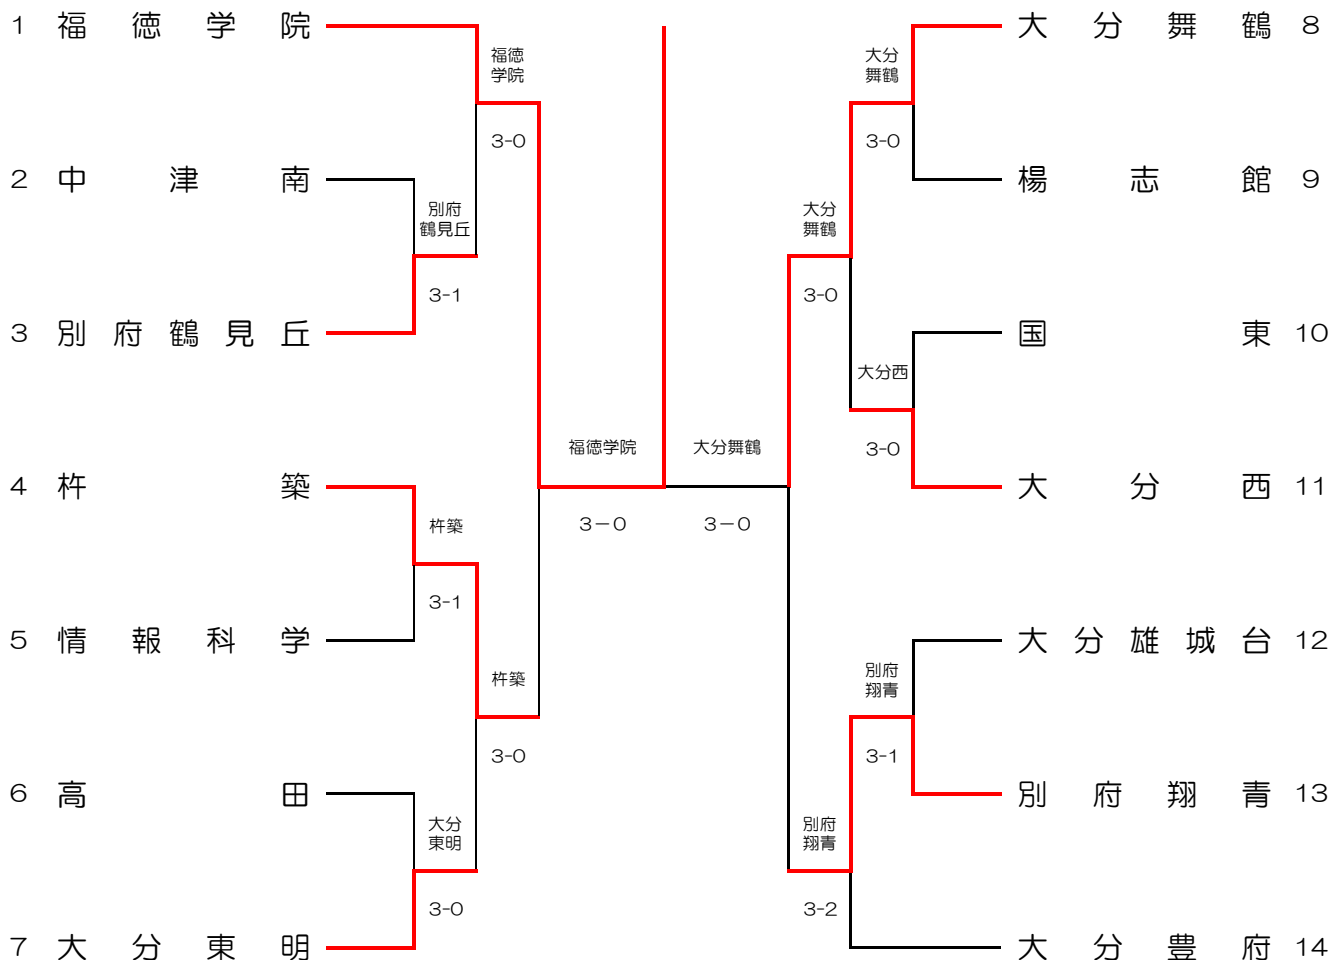 1 福徳学院
大分舞鶴 8
福徳
学院
大分
舞鶴
3-0
3-0
2 中津南
楊志館 9
別府
鶴見丘
大分
舞鶴
3-1
3-0
3 別府鶴見丘
国東 10
大分西
福徳学院
大分舞鶴
3-0
4 杵築
大分西 11
杵築
3-0
3-0
3-1
5 情報科学
大分雄城台 12
杵築
別府
翔青
3-0
3-1
6 高田
別府翔青 13
大分
東明
別府
翔青
3-0
3-2
7 大分東明
大分豊府 14